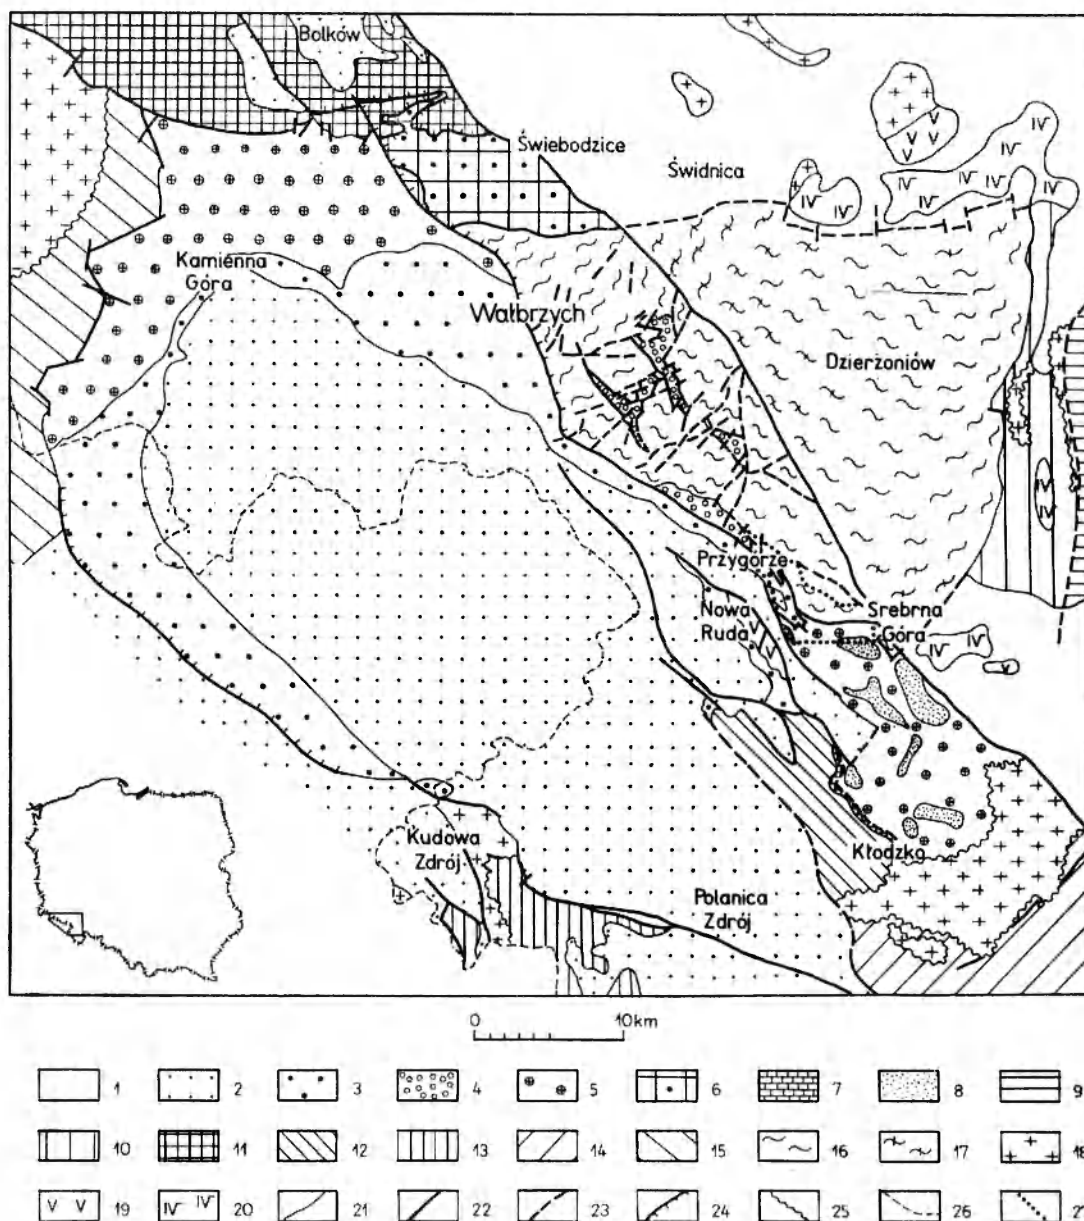 Bolków
Świebodzice
Świdnica
Kamienna
Góra
Wałbrzych
Dzierżoniów
Przygórze
Nowa
Ruda
Srebrna
Góra
Kudowa
Zdrój
Kłodzko
Polanica
Zdrój
0 10km
1 2 3 4 5 6 7 8 9
10 11 12 13 14 15 16 17 18
19 20 21 22 23 24 25 26